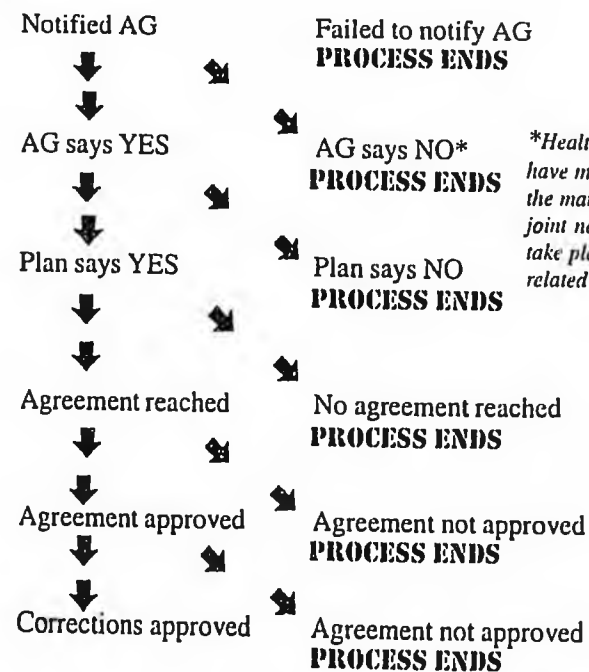 Notified AG
Failed to notify AG
PROCESS ENDS
AG says YES
AG says NO*
PROCESS ENDS
*Healt
have m
the ma
joint n
take pl
related
Plan says YES
Plan says NO
PROCESS ENDS
Agreement reached
No agreement reached
PROCESS ENDS
Agreement approved
Agreement not approved
PROCESS ENDS
Corrections approved
Agreement not approved
PROCESS ENDS